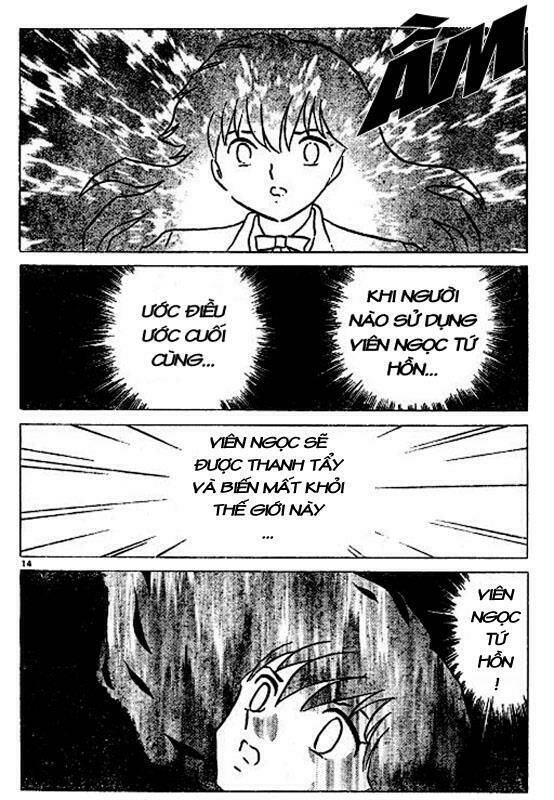 ẦM
KHI NGƯỜI
NÀO SỬ DỤNG
VIÊN NGỌC TỨ
HỒN...
ƯỚC ĐIỀU
ƯỚC CUỐI
CÙNG...
VIÊN NGỌC SẼ
ĐƯỢC THANH TẨY
VÀ BIẾN MẤT KHỎI
THẾ GIỚI NÀY
...
14
VIÊN
NGỌC
TỨ
HỒN
!